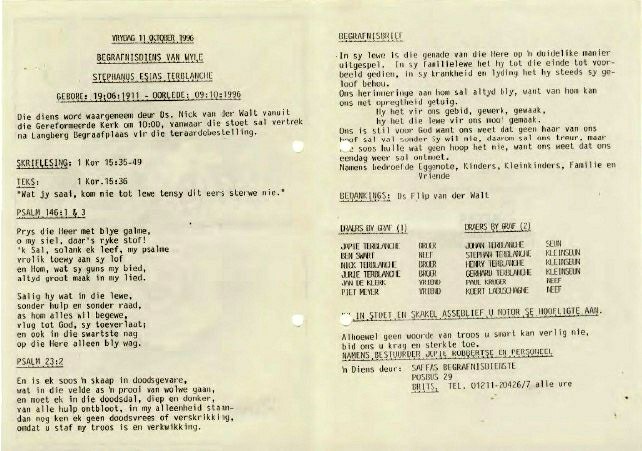 VRYDAG 11 OKTOBER 1996
BEGRAFNISDIENS VAN WYLE
STEPHANUS ESIAS TERBLANCHE
GEBORE: 19:06:1911 - OORLEDE: 09:10:1996
Die diens word waargeneem deur Ds. Nick van der Walt vanuit
die Gereformeerde Kerk om 10:00, vanwaar die stoet sal vertrek
na Langberg Begraafplaas vir die teraardebestelling.
SKRIFLESING: 1 Kor 15:35-49
TEKS: 1 Kor.15:36
"Wat jy saai, kom nie tot lewe tensy dit eers sterwe nie."
PSALM 146:1 & 3
Prys die Heer met blye galme,
o my siel, daar's ryke stof!
'k Sal, solank ek leef, my psalme
vrolik toewy aan sy lof
en Hom, wat sy guns my bied,
altyd groot maak in my lied.
Salig hy wat in die lewe,
sonder hulp en sonder raad,
as hom alles wil begewe,
vlug tot God, sy toeverlaat;
en ook in die swartste nag
op die Here alleen bly wag.
PSALM 23:2
En is ek soos 'n skaap in doodsgevare,
wat in die velde as 'n prooi van wolwe gaan,
en moet ek in die doodsdal, diep en donker,
van alle hulp ontbloot, in my alleenheid staan-
dan nog ken ek geen doodsvrees of verskrikking,
omdat u staf my troos is en verkwikking.
BEGRAFNISBRIEF
In sy lewe is die genade van die Here op 'n duidelike manier
uitgespel. In sy familielewe het hy tot die einde tot voor-
beeld gedien, in sy krankheid en lyding het hy steeds sy ge-
loof behou.
Ons herinneringe aan hom sal altyd bly, want van hom kan
ons met opregtheid getuig.
Hy het vir ons gebid, gewerk, gewaak,
hy het die lewe vir ons mooi gemaak.
Ons is stil voor God want ons weet dat geen haar van ons
hoof sal val sonder Sy wil nie, daarom sal ons treur, maar
soos hulle wat geen hoop het nie, want ons weet dat ons
eendag weer sal ontmoet.
Namens bedroefde Eggenote, Kinders, Kleinkinders, Familie en
Vriende
BEDANKINGS: Ds Flip van der Walt
DRAERS BY GRAF (1)
JOPIE TERBLANCHE BROER
BEN SWART NEEF
NICK TERBLANCHE BROER
JURIE TERBLANCHE BROER
JAN DE KLERK VRIEND
PIET MEYER VRIEND
DRAERS BY GRAF (2)
JOHAN TERBLANCHE SEUN
STEPHAN TERBLANCHE KLEINSEUN
HENRY TERBLANCHE KLEINSEUN
GERHARD TERBLANCHE KLEINSEUN
PAUL KRUGER NEEF
KOERT LABUSCHAGNE NEEF
IN STOET EN SKAKEL ASSEBLIEF U MOTOR SE HOOFLIGTE AAN.
Alhoewel geen woorde van troos u smart kan verlig nie,
bid ons u krag en sterkte toe.
NAMENS BESTUURDER JOPIE ROBBERTSE EN PERSONEEL
'n Diens deur: SAFFAS BEGRAFNISDIENSTE
POSBUS 29
BRITS. TEL. 01211-20426/7 alle ure